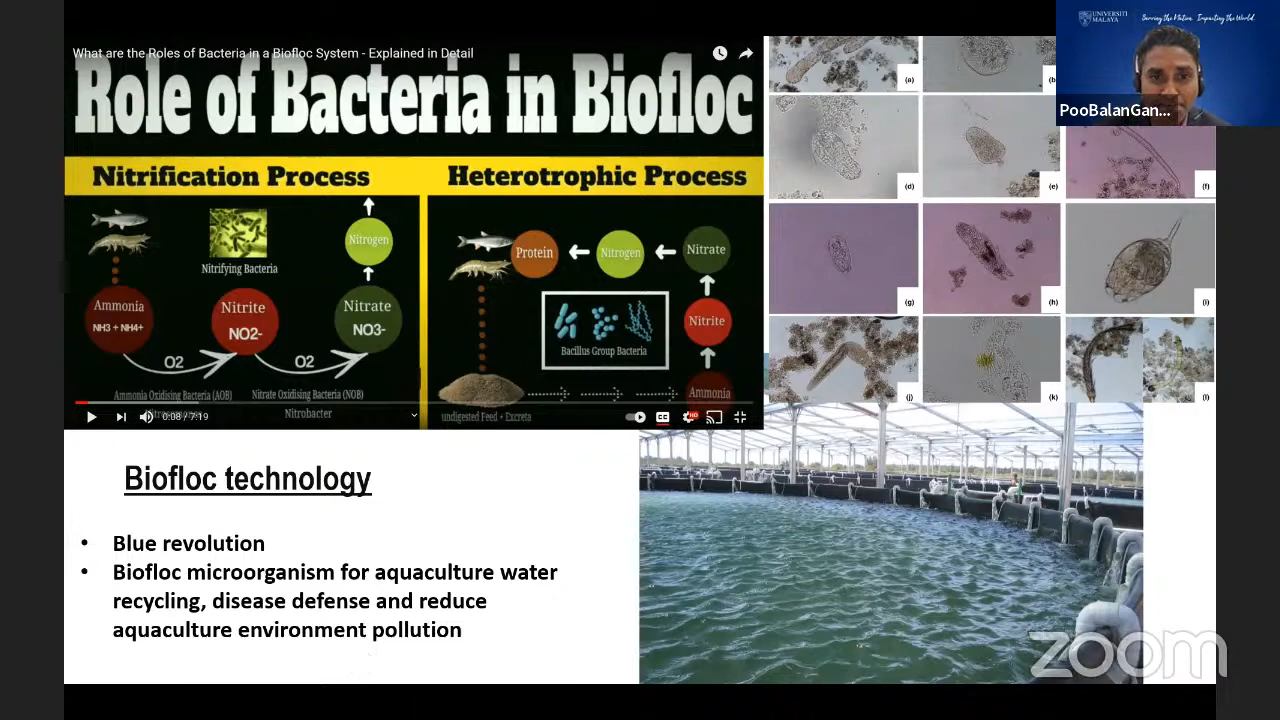 UNIVERSITI
MALAYA
Serving the Nation. Impacting the World.
PooBalanGan...
What are the Roles of Bacteria in a Biofloc System - Explained in Detail
Role of Bacteria in Biofloc
Nitrification Process
Heterotrophic Process
Nitrifying Bacteria
Nitrogen
Ammonia
NH3 + NH4+
Nitrite
NO2-
Nitrate
NO3-
O2
O2
Ammonia Oxidising Bacteria (AOB)
Nitrate Oxidising Bacteria (NOB)
Nitrobacter
0:08 / 7:19
Protein
Nitrogen
Nitrate
Nitrite
Ammonia
Bacillus Group Bacteria
undigested Feed + Excreta
CC
HD
(a)
(b
(d)
(e)
(f)
(g)
(h)
(i)
(j)
(k)
(l)
Biofloc technology
• Blue revolution
• Biofloc microorganism for aquaculture water
recycling, disease defense and reduce
aquaculture environment pollution
zoom